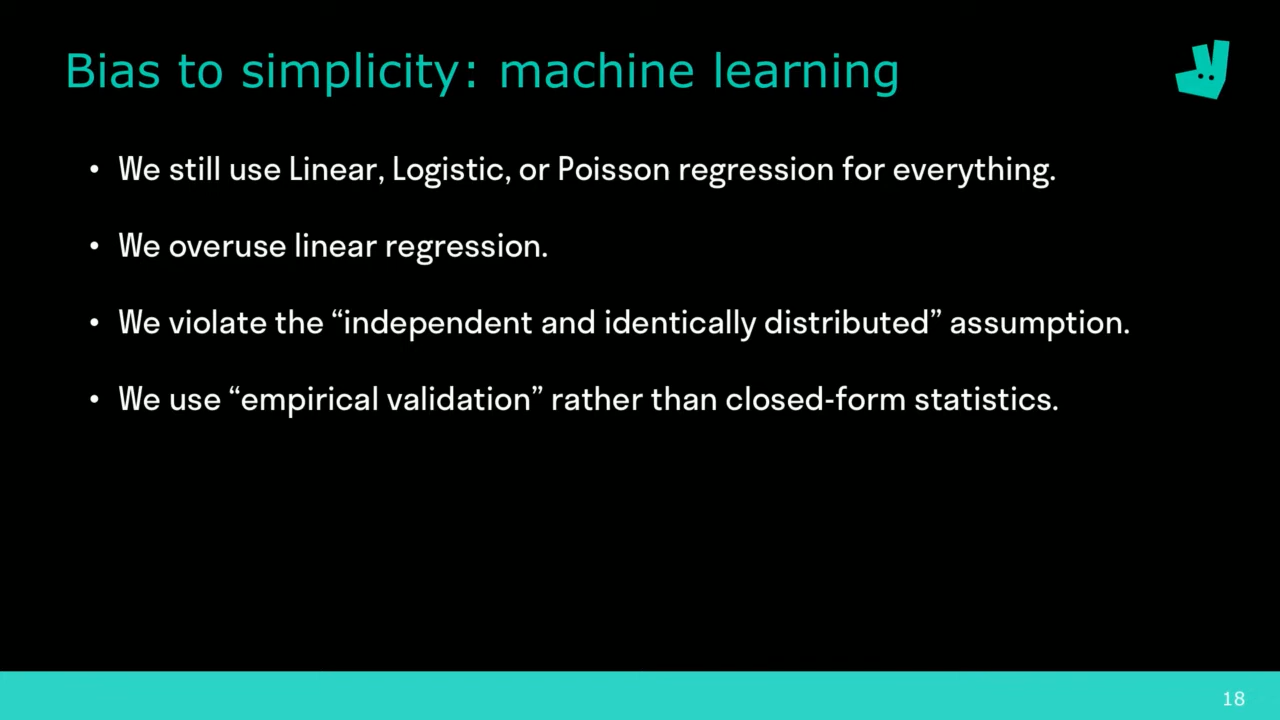 Bias to simplicity: machine learning
• We still use Linear, Logistic, or Poisson regression for everything.
• We overuse linear regression.
• We violate the “independent and identically distributed” assumption.
• We use “empirical validation” rather than closed-form statistics.
18